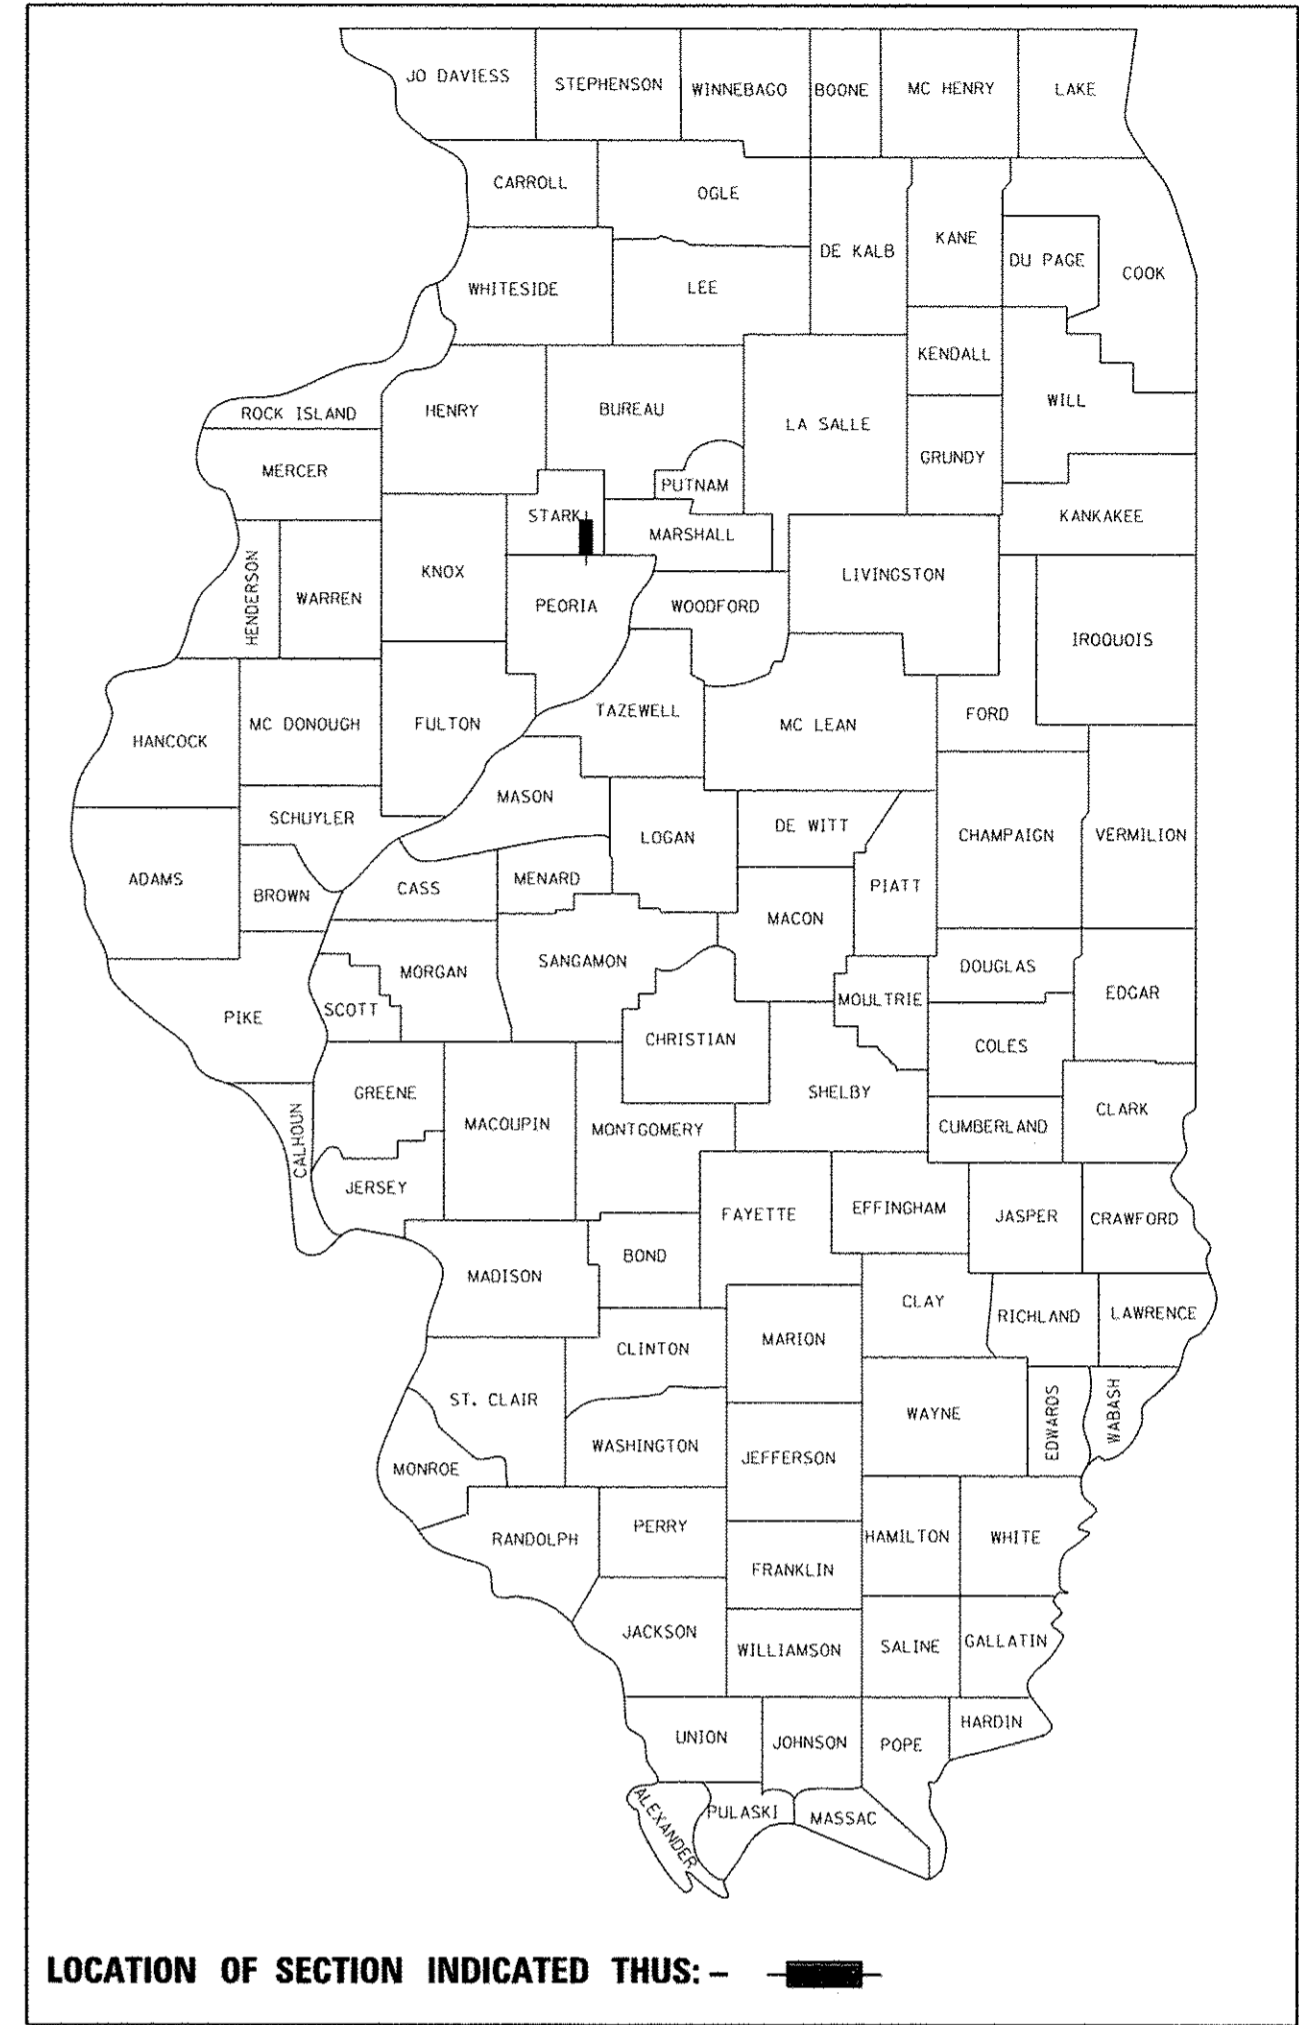 JO DAVIESS
STEPHENSON
WINNEBAGO
BOONE
MC HENRY
LAKE
CARROLL
OGLE
DE KALB
KANE
DU PAGE
COOK
WHITESIDE
LEE
KENDALL
WILL
ROCK ISLAND
HENRY
BUREAU
LA SALLE
GRUNDY
MERCER
PUTNAM
STARK
MARSHALL
KANKAKEE
HENDERSON
WARREN
KNOX
PEORIA
WOODFORD
LIVINGSTON
IROQUOIS
HANCOCK
MC DONOUGH
FULTON
TAZEWELL
MC LEAN
FORD
MASON
SCHUYLER
LOGAN
DE WITT
CHAMPAIGN
VERMILION
ADAMS
BROWN
CASS
MENARD
PIATT
MACON
PIKE
SCOTT
MORGAN
SANGAMON
CHRISTIAN
MOULTRIE
DOUGLAS
EDGAR
COLES
SHELBY
CALHOUN
GREENE
MACOUPIN
MONTGOMERY
CUMBERLAND
CLARK
JERSEY
FAYETTE
EFFINGHAM
JASPER
CRAWFORD
MADISON
BOND
CLAY
RICHLAND
LAWRENCE
CLINTON
MARION
ST. CLAIR
WAYNE
EDWARDS
WABASH
MONROE
WASHINGTON
JEFFERSON
RANDOLPH
PERRY
FRANKLIN
HAMILTON
WHITE
JACKSON
WILLIAMSON
SALINE
GALLATIN
UNION
JOHNSON
POPE
HARDIN
ALEXANDER
PULASKI
MASSAC
LOCATION OF SECTION INDICATED THUS: –